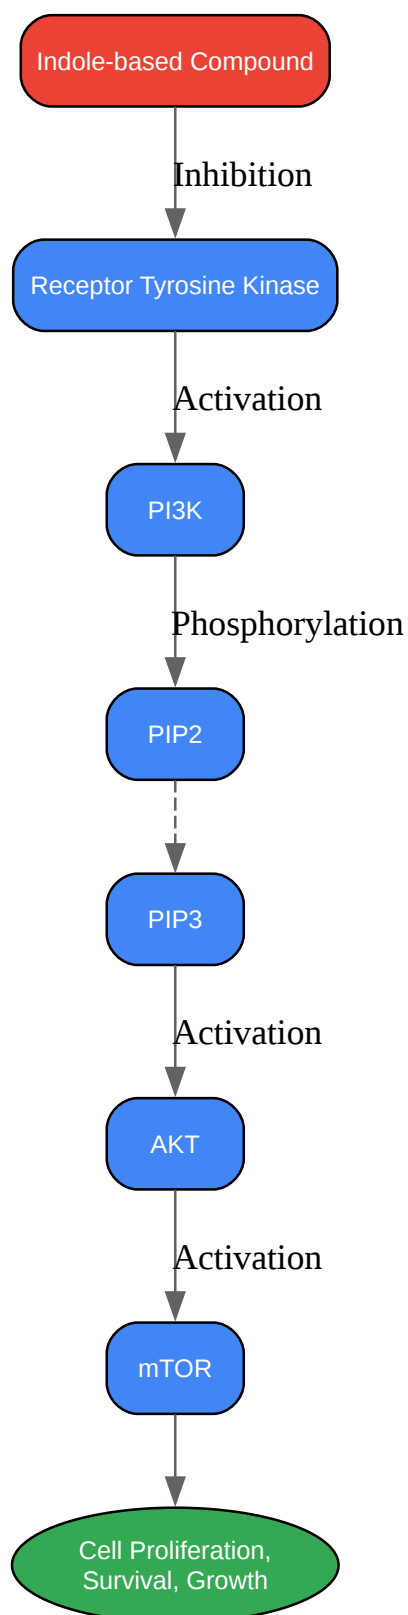 Indole-based Compound
Inhibition
Receptor Tyrosine Kinase
Activation
PI3K
Phosphorylation
PIP2
PIP3
Activation
AKT
Activation
mTOR
Cell Proliferation,
Survival, Growth